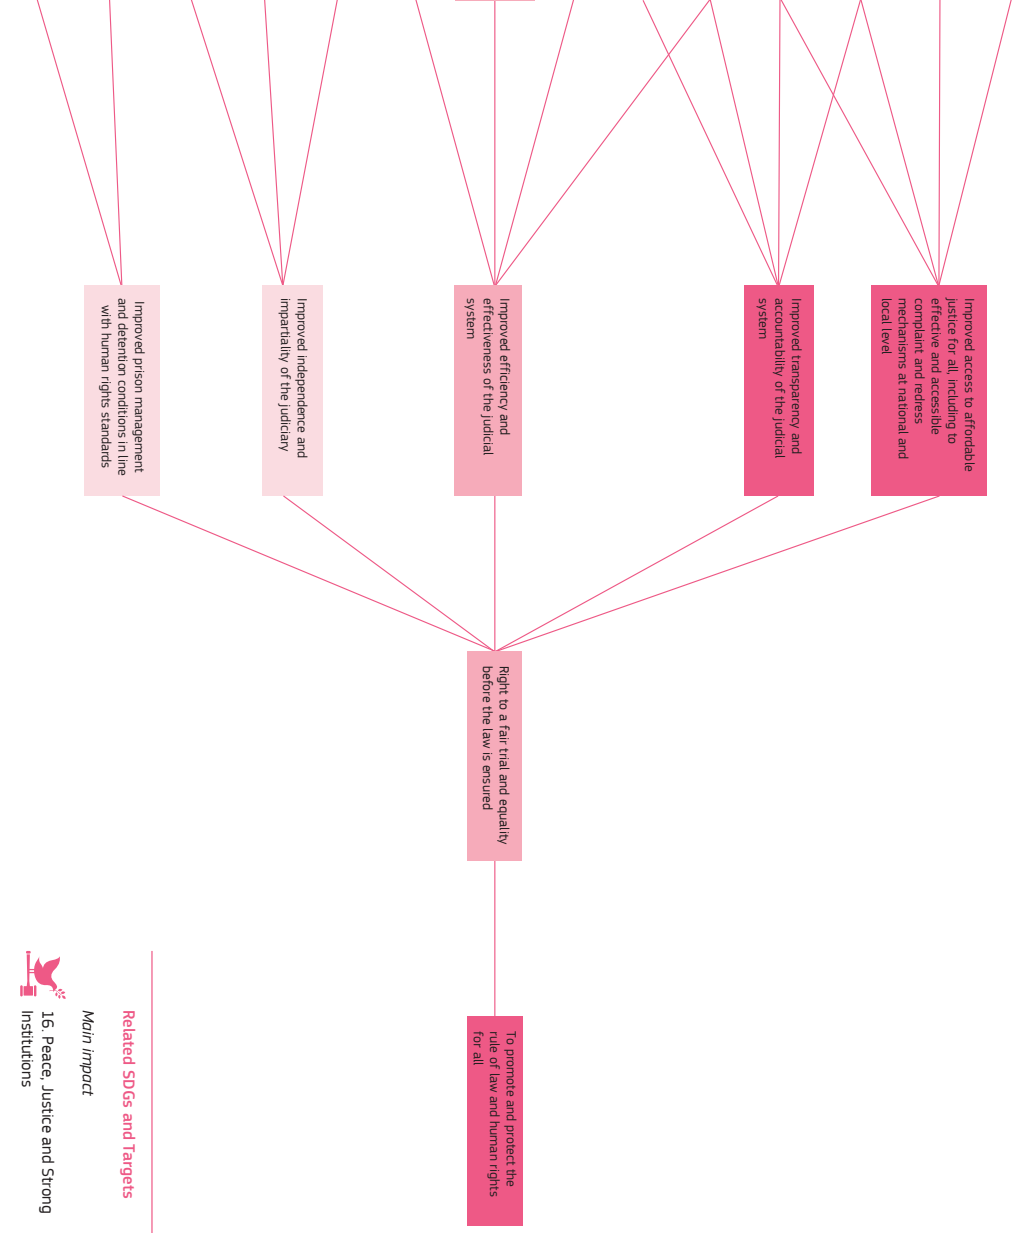 Improved access to affordable
justice for all, including to
effective and accessible
complaint and redress
mechanisms at national and
local level
Improved transparency and
accountability of the judicial
system
Improved efficiency and
effectiveness of the judicial
system
Improved independence and
impartiality of the judiciary
Improved prison management
and detention conditions in line
with human rights standards
Right to a fair trial and equality
before the law is ensured
To promote and protect the
rule of law and human rights
for all
Related SDGs and Targets
Main impact
16. Peace, Justice and Strong
Institutions